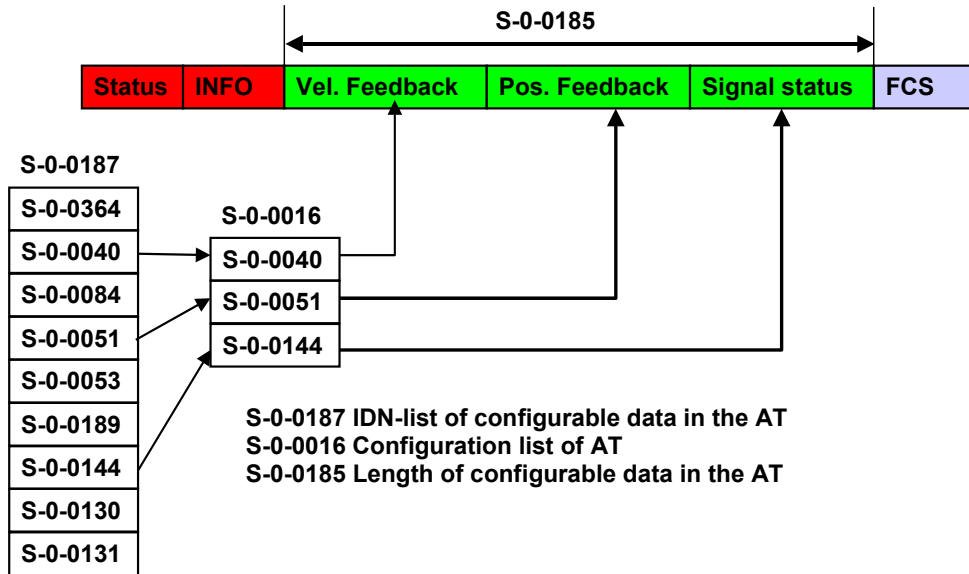 S-0-0185
Status INFO Vel. Feedback Pos. Feedback Signal status FCS
S-0-0187
S-0-0364
S-0-0040
S-0-0084
S-0-0051
S-0-0053
S-0-0189
S-0-0144
S-0-0130
S-0-0131
S-0-0016
S-0-0040
S-0-0051
S-0-0144
S-0-0187 IDN-list of configurable data in the AT
S-0-0016 Configuration list of AT
S-0-0185 Length of configurable data in the AT